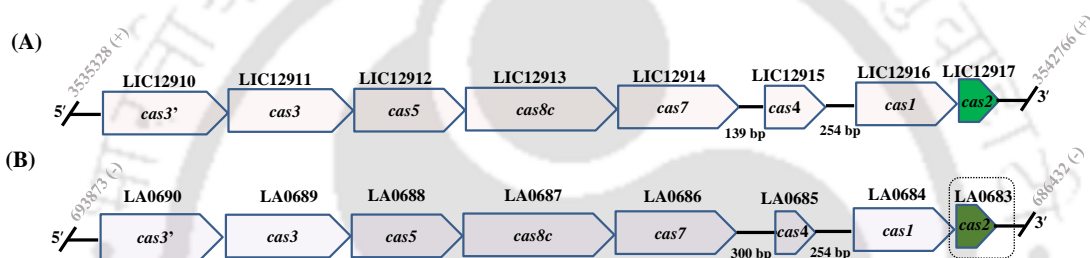 (A)
3535328 (+)
LIC12910 LIC12911 LIC12912 LIC12913 LIC12914 LIC12915 LIC12916 LIC12917
3542766 (+)
5′ cas3’ cas3 cas5 cas8c cas7 cas4 cas1 cas2 3′
139 bp 254 bp
(B)
693873 (-)
LA0690 LA0689 LA0688 LA0687 LA0686 LA0685 LA0684 LA0683
686432 (-)
5′ cas3’ cas3 cas5 cas8c cas7 cas4 cas1 cas2 3′
300 bp 254 bp